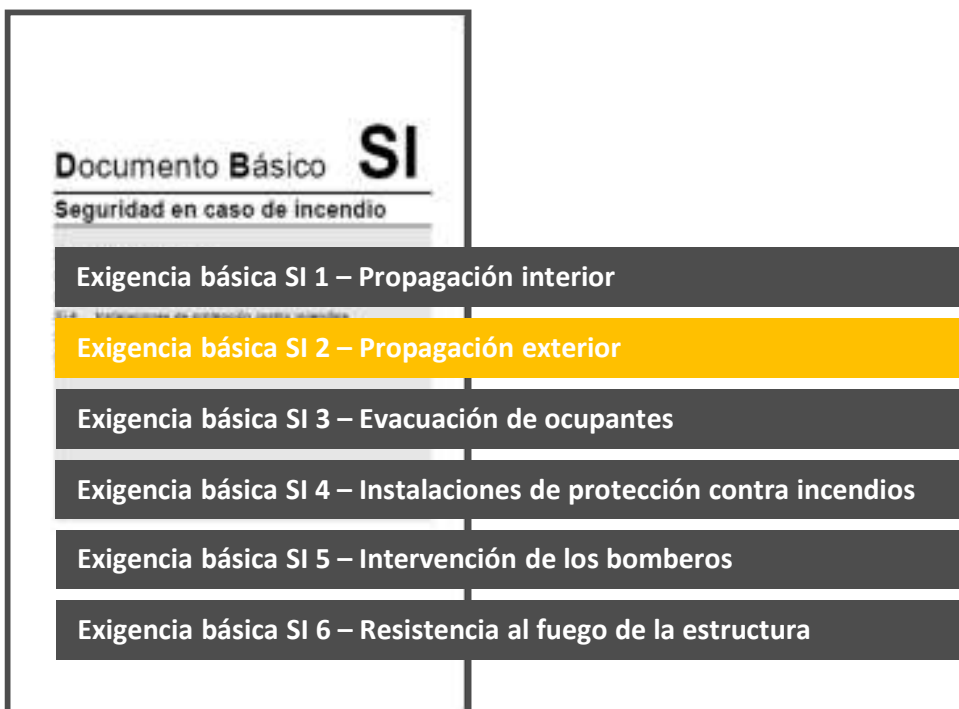 Documento Básico SI
Seguridad en caso de incendio
Exigencia básica SI 1 – Propagación interior
Exigencia básica SI 2 – Propagación exterior
Exigencia básica SI 3 – Evacuación de ocupantes
Exigencia básica SI 4 – Instalaciones de protección contra incendios
Exigencia básica SI 5 – Intervención de los bomberos
Exigencia básica SI 6 – Resistencia al fuego de la estructura